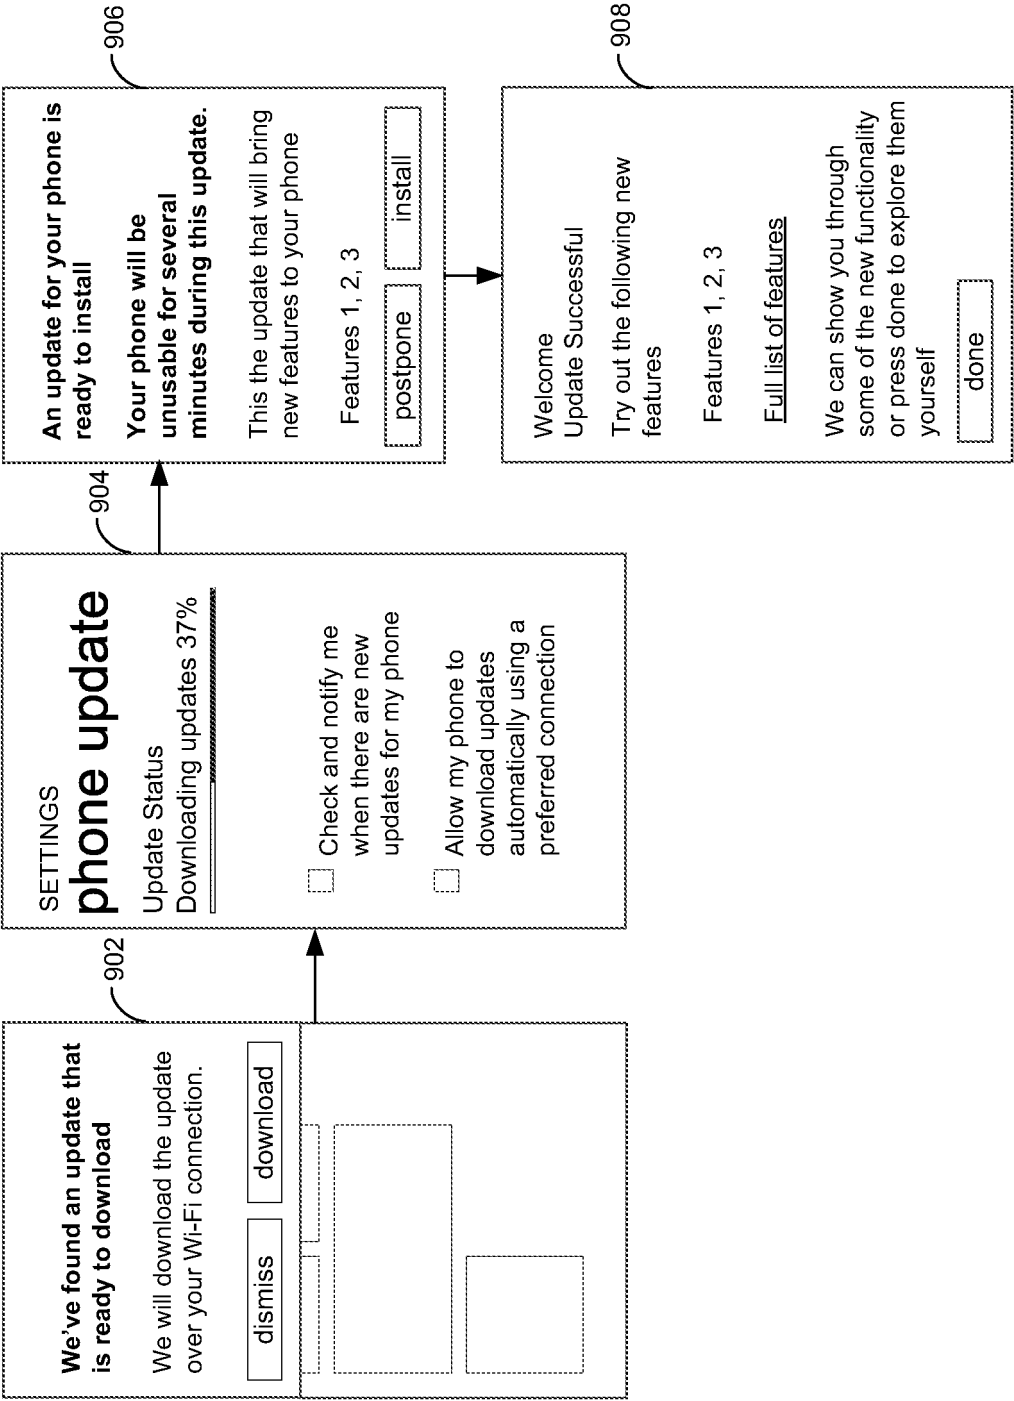 902
We've found an update that
is ready to download
We will download the update
over your Wi-Fi connection.
dismiss
download
904
SETTINGS
phone update
Update Status
Downloading updates 37%
Check and notify me
when there are new
updates for my phone
Allow my phone to
download updates
automatically using a
preferred connection
906
An update for your phone is
ready to install
Your phone will be
unusable for several
minutes during this update.
This the update that will bring
new features to your phone
Features 1, 2, 3
postpone
install
908
Welcome
Update Successful
Try out the following new
features
Features 1, 2, 3
Full list of features
We can show you through
some of the new functionality
or press done to explore them
yourself
done